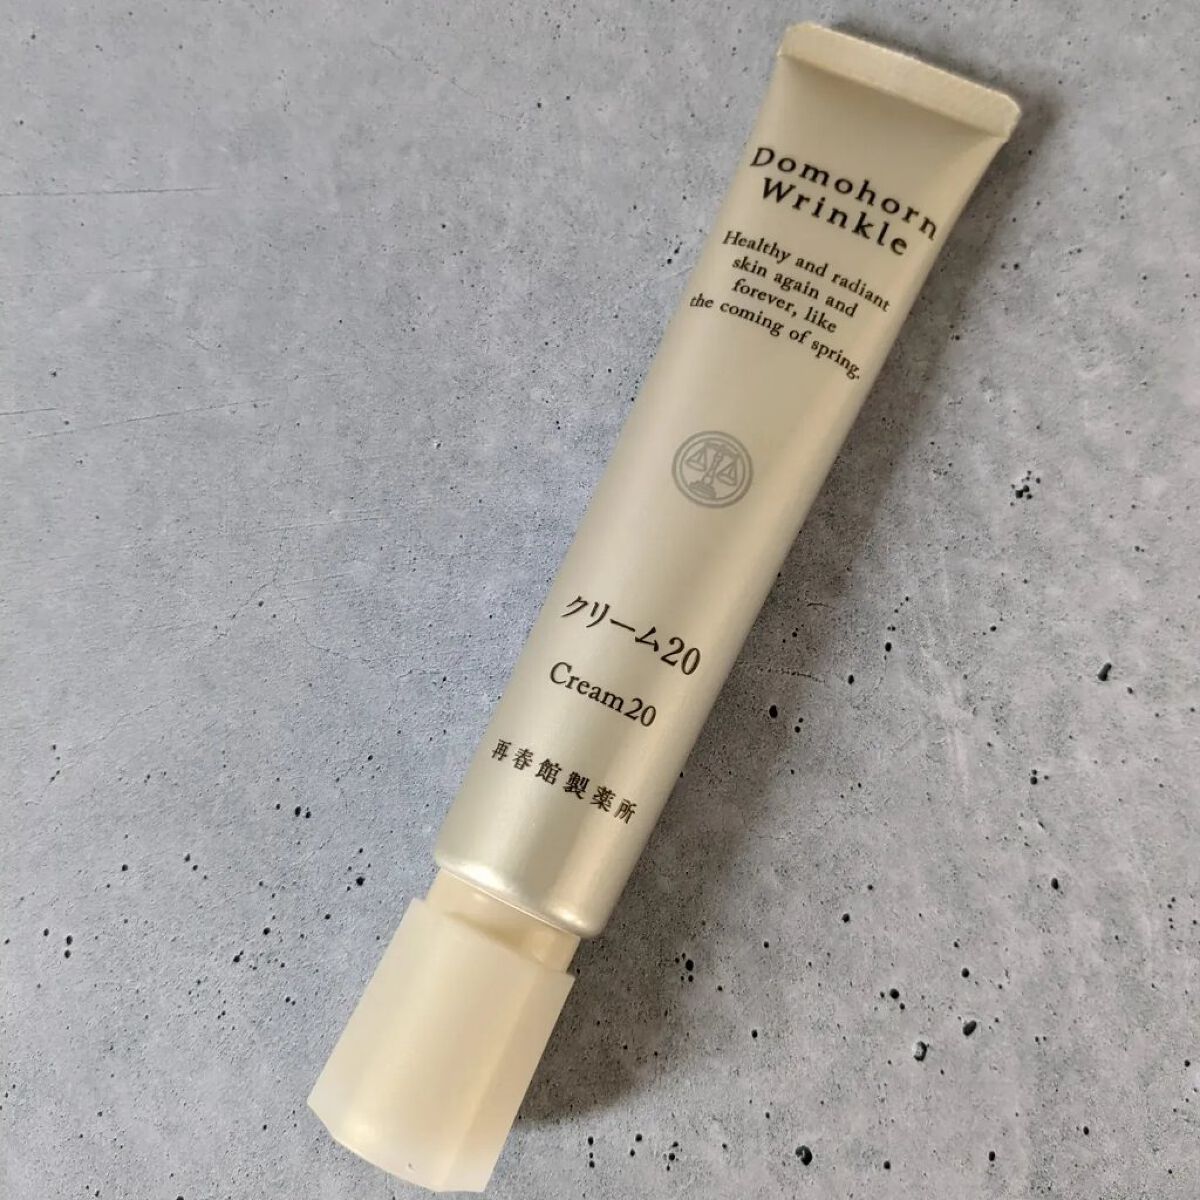 Domohorn
Wrinkle
Healthy and radiant
skin again and
forever, like
the coming of spring.
クリーム20
Cream20
再春館製薬所